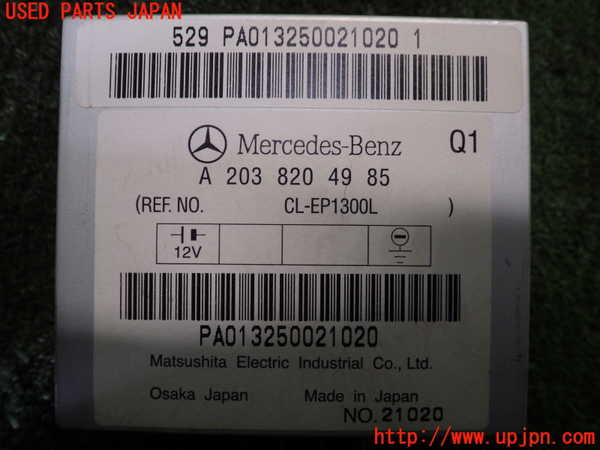 USED PARTS JAPAN
529 PA013250021020 1
Mercedes-Benz Q1
A 203 820 49 85
(REF. NO. CL-EP1300L )
12V
PA013250021020
Matsushita Electric Industrial Co., Ltd.
Osaka Japan Made in Japan
NO.21020
www.upjpn.com